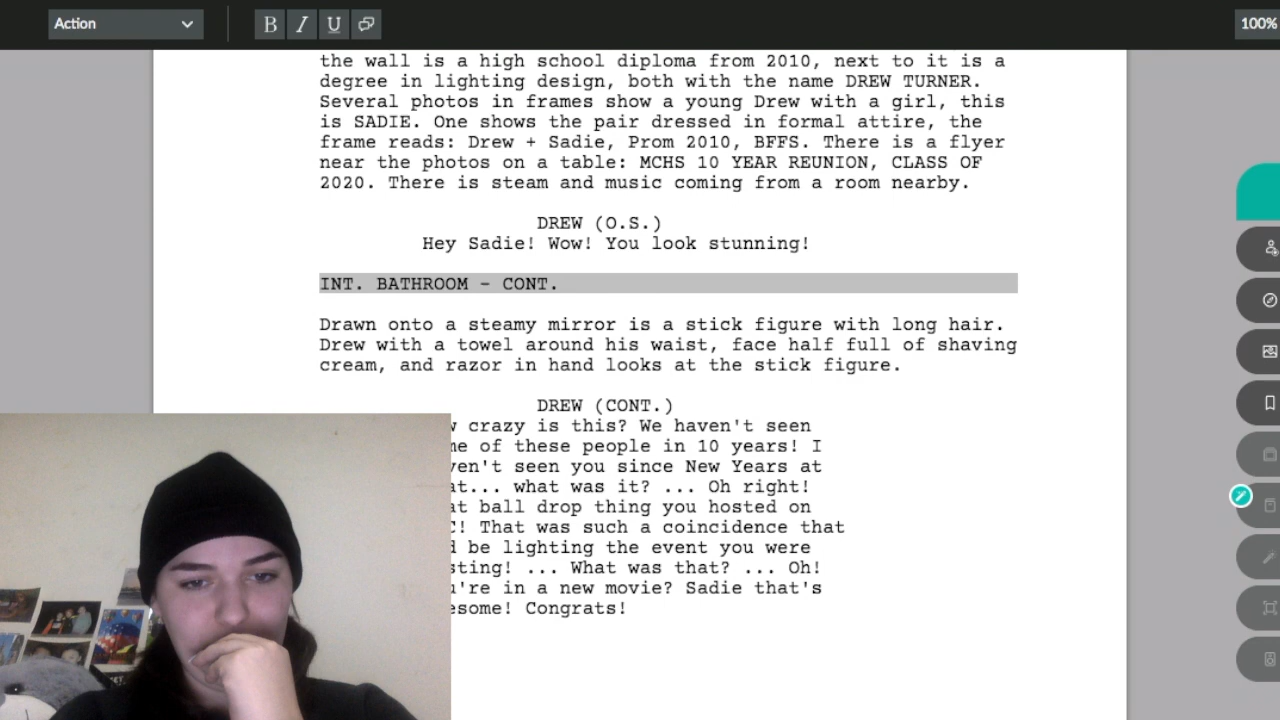 Action
B I U
100%
the wall is a high school diploma from 2010, next to it is a
degree in lighting design, both with the name DREW TURNER.
Several photos in frames show a young Drew with a girl, this
is SADIE. One shows the pair dressed in formal attire, the
frame reads: Drew + Sadie, Prom 2010, BFFS. There is a flyer
near the photos on a table: MCHS 10 YEAR REUNION, CLASS OF
2020. There is steam and music coming from a room nearby.
DREW (O.S.)
Hey Sadie! Wow! You look stunning!
INT. BATHROOM - CONT.
Drawn onto a steamy mirror is a stick figure with long hair.
Drew with a towel around his waist, face half full of shaving
cream, and razor in hand looks at the stick figure.
DREW (CONT.)
crazy is this? We haven't seen
of these people in 10 years! I
seen you since New Years at
... what was it? ... Oh right!
ball drop thing you hosted on
! That was such a coincidence that
be lighting the event you were
! ... What was that? ... Oh!
in a new movie? Sadie that's
! Congrats!